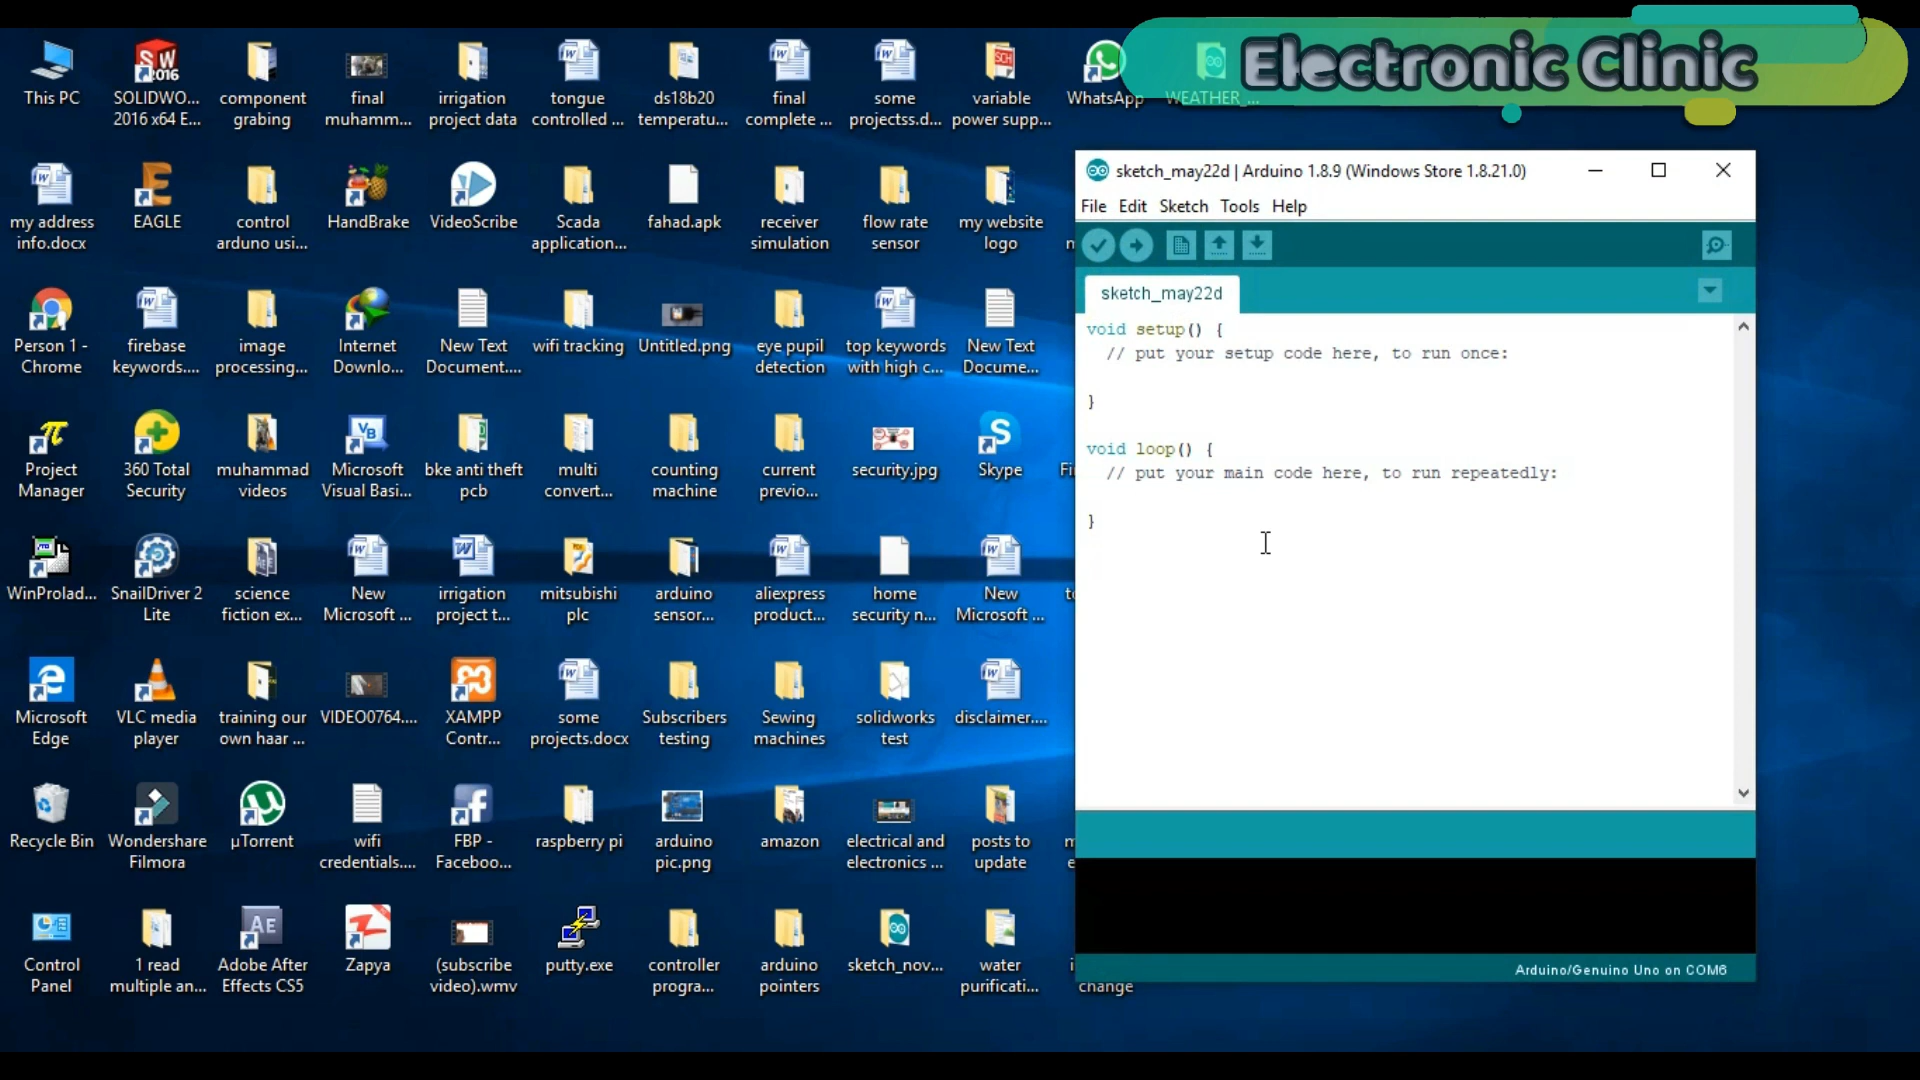 Electronic Clinic
This PC
SOLIDWO...
2016 x64 E...
component
grabing
final
muhamm...
irrigation
project data
tongue
controlled ...
ds18b20
temperatu...
final
complete ...
some
projectss.d...
variable
power supp...
WhatsApp
WEATHER_...
my address
info.docx
EAGLE
control
arduno usi...
HandBrake
VideoScribe
Scada
application...
fahad.apk
receiver
simulation
flow rate
sensor
my website
logo
Person 1 -
Chrome
firebase
keywords....
image
processing...
Internet
Downlo...
New Text
Document....
wifi tracking
Untitled.png
eye pupil
detection
top keywords
with high c...
New Text
Docume...
Project
Manager
360 Total
Security
muhammad
videos
Microsoft
Visual Basi...
bke anti theft
pcb
multi
convert...
counting
machine
current
previo...
security.jpg
Skype
WinProlad...
SnailDriver 2
Lite
science
fiction ex...
New
Microsoft ...
irrigation
project t...
mitsubishi
plc
arduino
sensor...
aliexpress
product...
home
security n...
New
Microsoft ...
Microsoft
Edge
VLC media
player
training our
own haar ...
VIDEO0764....
XAMPP
Contr...
some
projects.docx
Subscribers
testing
Sewing
machines
solidworks
test
disclaimer....
Recycle Bin
Wondershare
Filmora
µTorrent
wifi
credentials....
FBP -
Faceboo...
raspberry pi
arduino
pic.png
amazon
electrical and
electronics ...
posts to
update
Control
Panel
1 read
multiple an...
Adobe After
Effects CS5
Zapya
(subscribe
video).wmv
putty.exe
controller
progra...
arduino
pointers
sketch_nov...
water
purificati...
change
sketch_may22d | Arduino 1.8.9 (Windows Store 1.8.21.0)
File Edit Sketch Tools Help
sketch_may22d
void setup() {
// put your setup code here, to run once:
}
void loop() {
// put your main code here, to run repeatedly:
}
Arduino/Genuino Uno on COM6